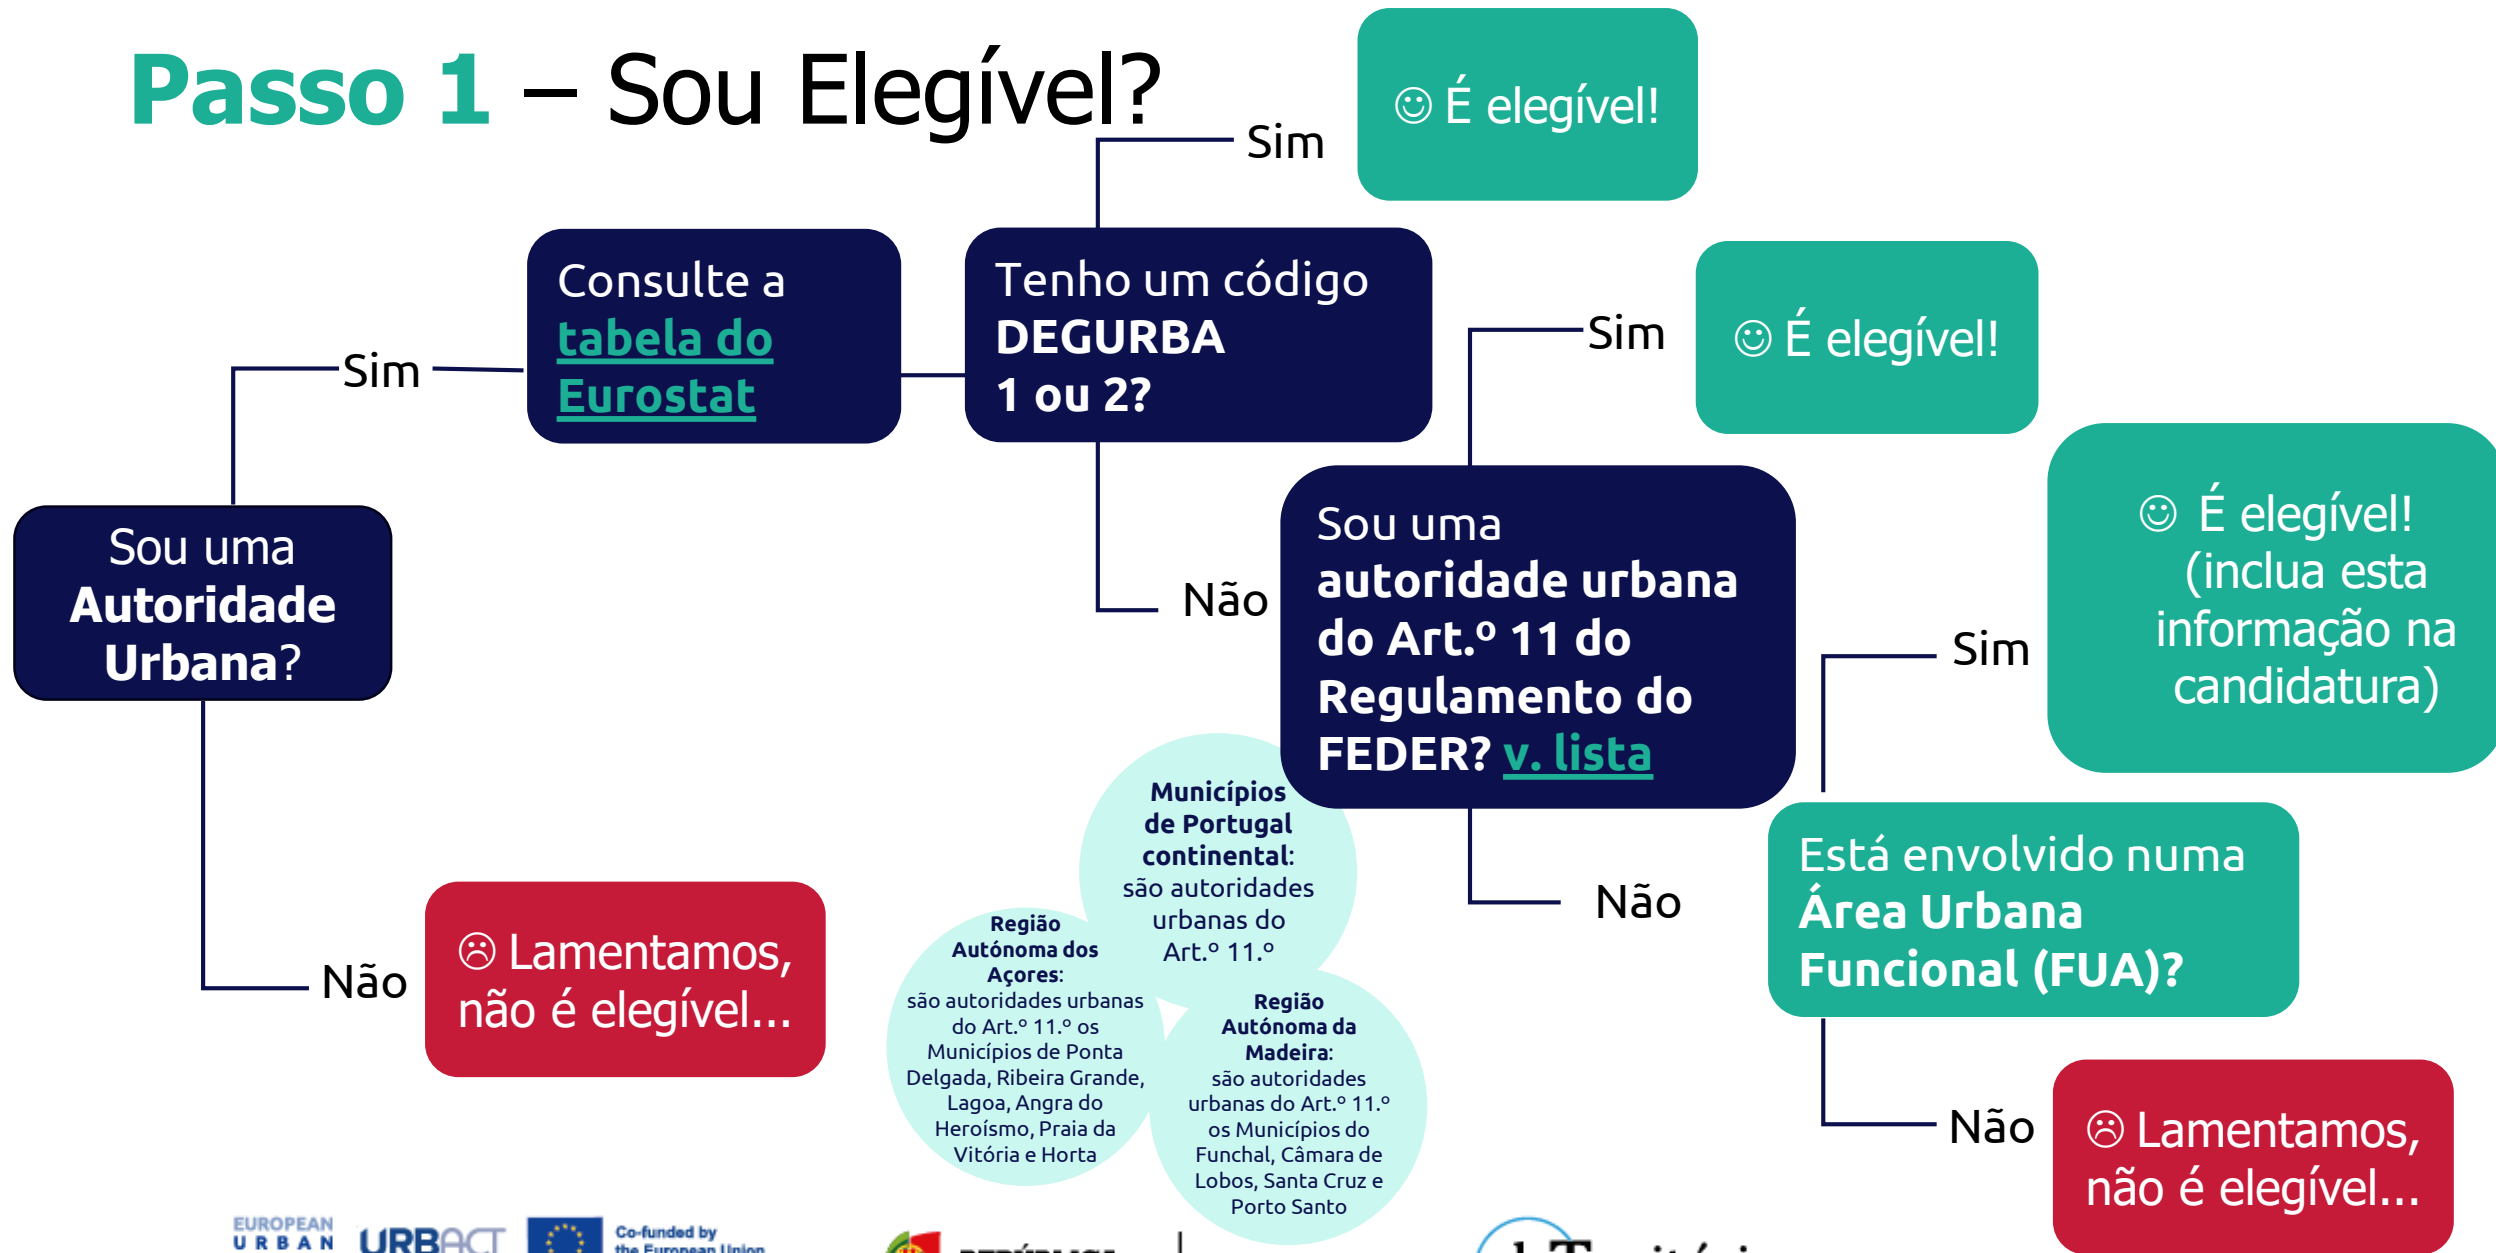 Passo 1 – Sou Elegível?
☺ É elegível!
Sim
Consulte a
tabela do
Eurostat
Tenho um código
DEGURBA
1 ou 2?
Sim
☺ É elegível!
Sim
Sou uma
Autoridade
Urbana?
Não
Sou uma
autoridade urbana
do Art.º 11 do
Regulamento do
FEDER? v. lista
☺ É elegível!
(inclua esta
informação na
candidatura)
Sim
Não
Está envolvido numa
Área Urbana
Funcional (FUA)?
Não
☹ Lamentamos,
não é elegível...
Municípios
de Portugal
continental:
são autoridades
urbanas do
Art.º 11.º
Região
Autónoma dos
Açores:
são autoridades urbanas
do Art.º 11.º os
Municípios de Ponta
Delgada, Ribeira Grande,
Lagoa, Angra do
Heroísmo, Praia da
Vitória e Horta
Região
Autónoma da
Madeira:
são autoridades
urbanas do Art.º 11.º
os Municípios do
Funchal, Câmara de
Lobos, Santa Cruz e
Porto Santo
Não
☹ Lamentamos,
não é elegível...
EUROPEAN
URBAN
URBACT
Co-funded by
the European Union
REPÚBLICA